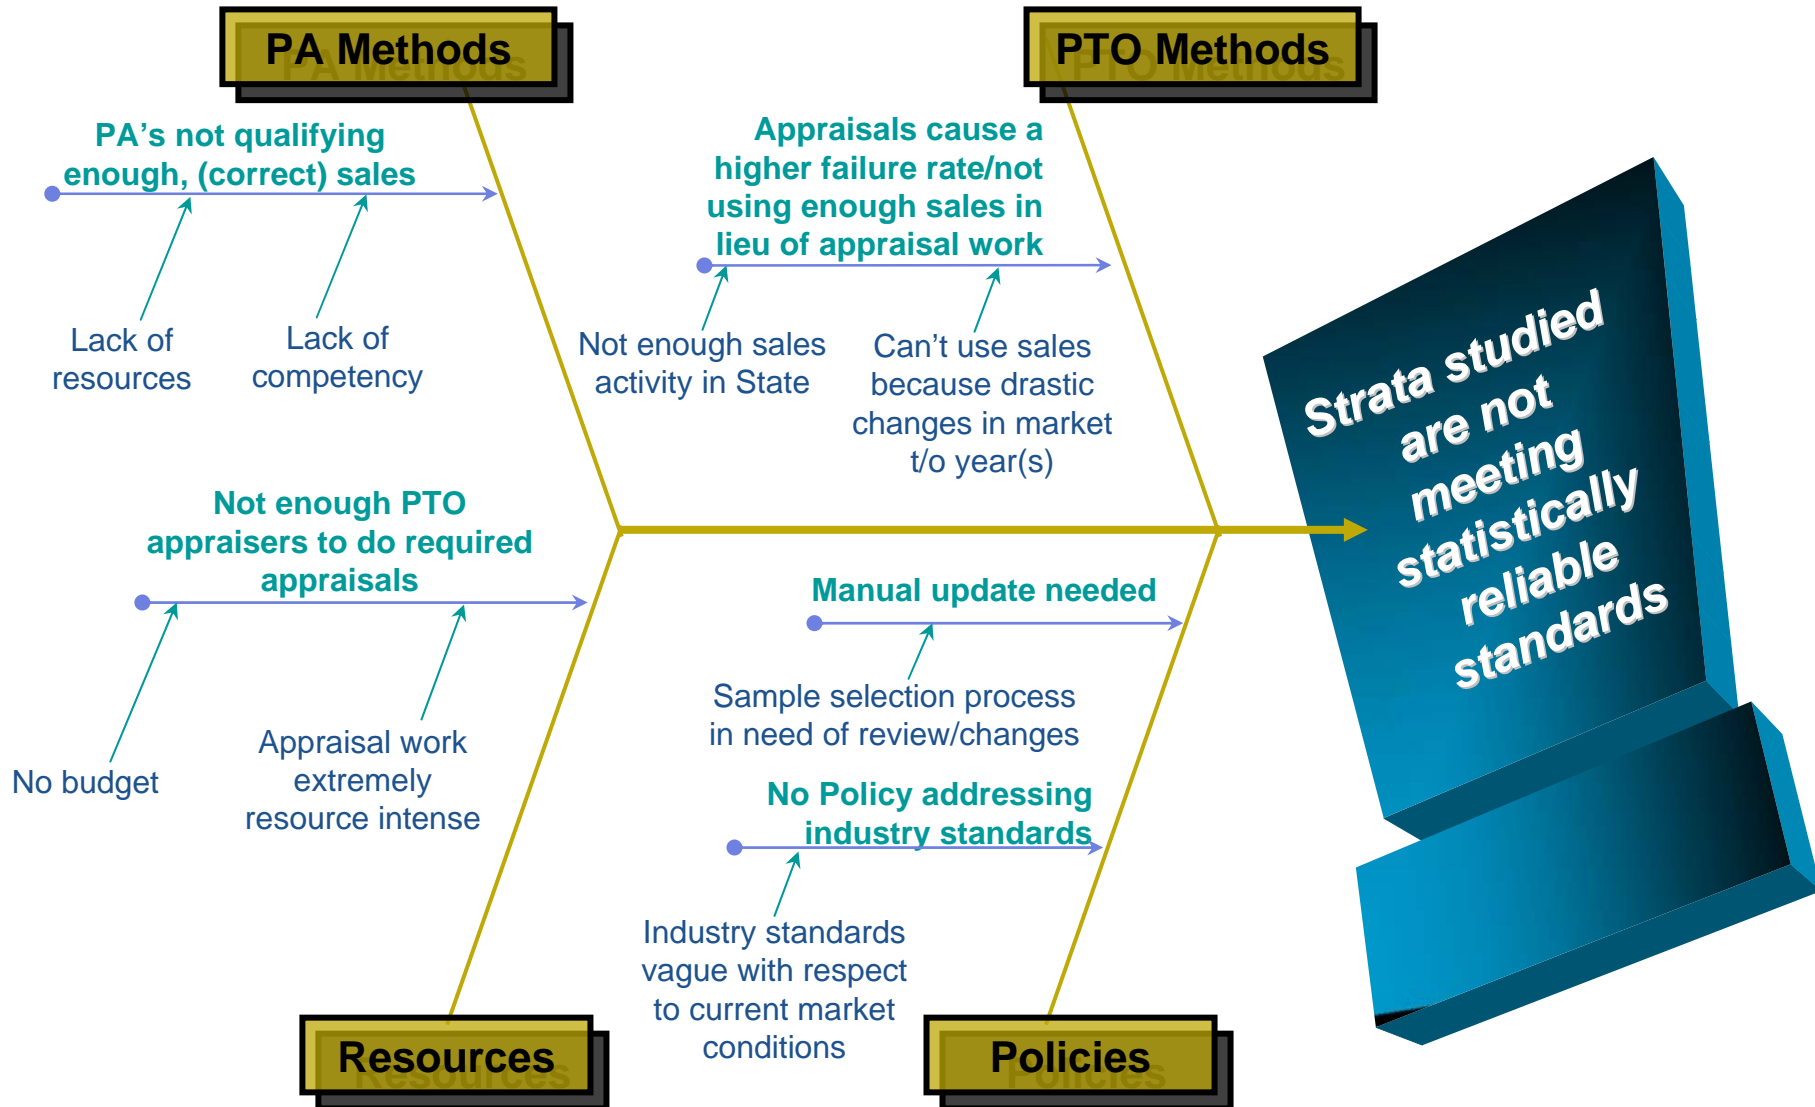 PA Methods
PTO Methods
PA’s not qualifying
enough, (correct) sales
Lack of
resources
Lack of
competency
Appraisals cause a
higher failure rate/not
using enough sales in
lieu of appraisal work
Not enough sales
activity in State
Can’t use sales
because drastic
changes in market
t/o year(s)
Not enough PTO
appraisers to do required
appraisals
No budget
Appraisal work
extremely
resource intense
Manual update needed
Sample selection process
in need of review/changes
No Policy addressing
industry standards
Industry standards
vague with respect
to current market
conditions
Resources
Policies
Strata studied
are not
meeting
statistically
reliable
standards